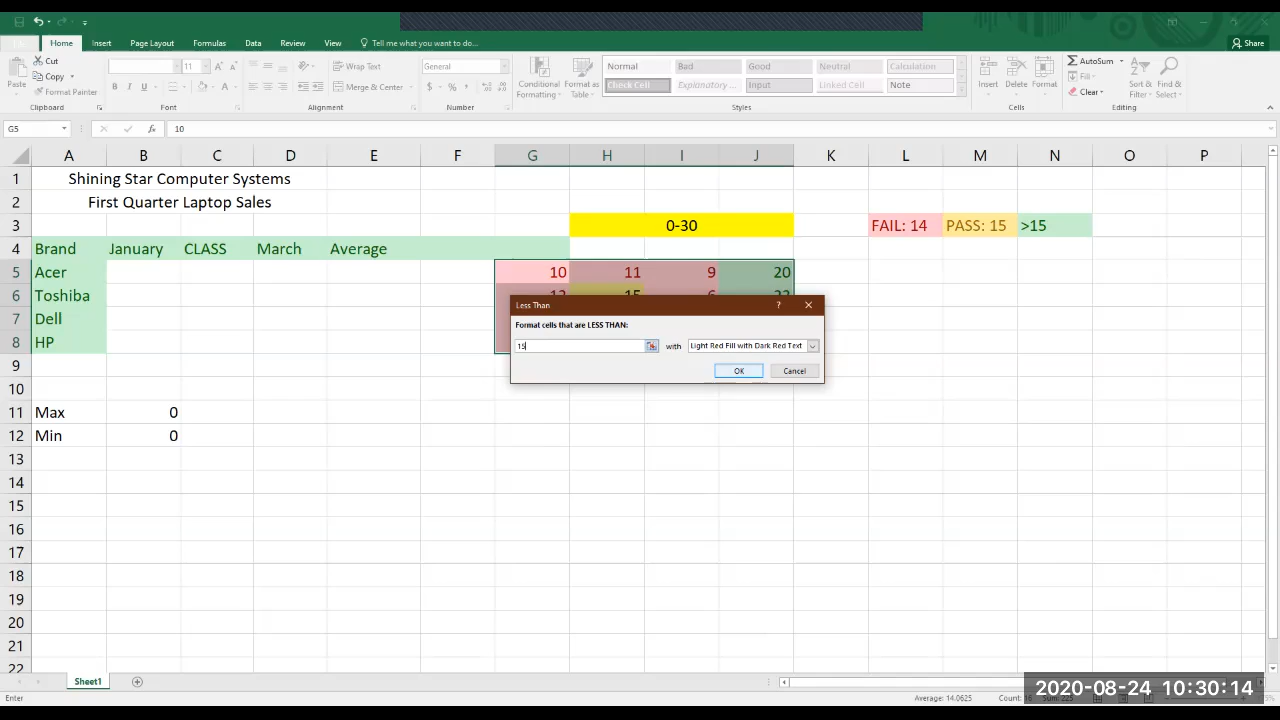 Home Insert Page Layout Formulas Data Review View Tell me what you want to do... Share
Cut
Copy
Format Painter
Paste
Clipboard
11
Font
Wrap Text
Merge & Center
Alignment
General
Number
Conditional Formatting
Format as Table
Normal Bad Good Neutral Calculation
Check Cell Explanatory ... Input Linked Cell Note
Styles
Insert Delete Format
Cells
AutoSum
Fill
Clear
Sort & Filter
Find & Select
Editing
G5 fx 10
A B C D E F G H I J K L M N O P
1 Shining Star Computer Systems
2 First Quarter Laptop Sales
3 0-30 FAIL: 14 PASS: 15 >15
4 Brand January CLASS March Average
5 Acer 10 11 9 20
6 Toshiba
7 Dell
8 HP
9
10
11 Max 0
12 Min 0
13
14
15
16
17
18
19
20
21
22
Less Than ?
Format cells that are LESS THAN:
15 with Light Red Fill with Dark Red Text
OK Cancel
Sheet1
Enter Average: 14.0625 Count: 16 Sum: 225
2020-08-24 10:30:14